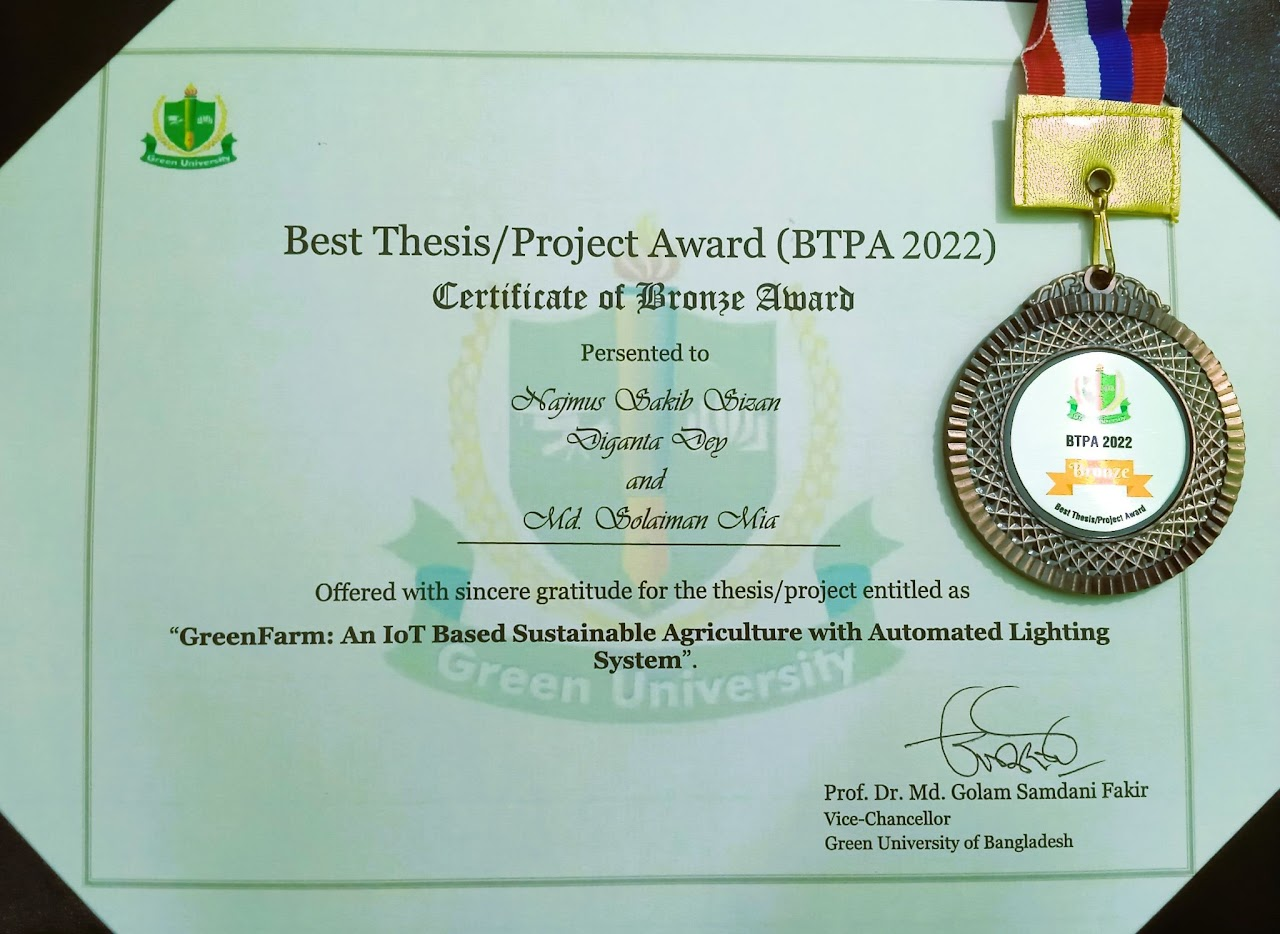 Green University
Best Thesis/Project Award (BTPA 2022)
Certificate of Bronze Award
Persented to
Najmus Sakib Sizan
Diganta Dey
and
Md. Solaiman Mia
Offered with sincere gratitude for the thesis/project entitled as
“GreenFarm: An IoT Based Sustainable Agriculture with Automated Lighting
System”.
Green University
Prof. Dr. Md. Golam Samdani Fakir
Vice-Chancellor
Green University of Bangladesh
BTPA 2022
Bronze
Best Thesis/Project Award